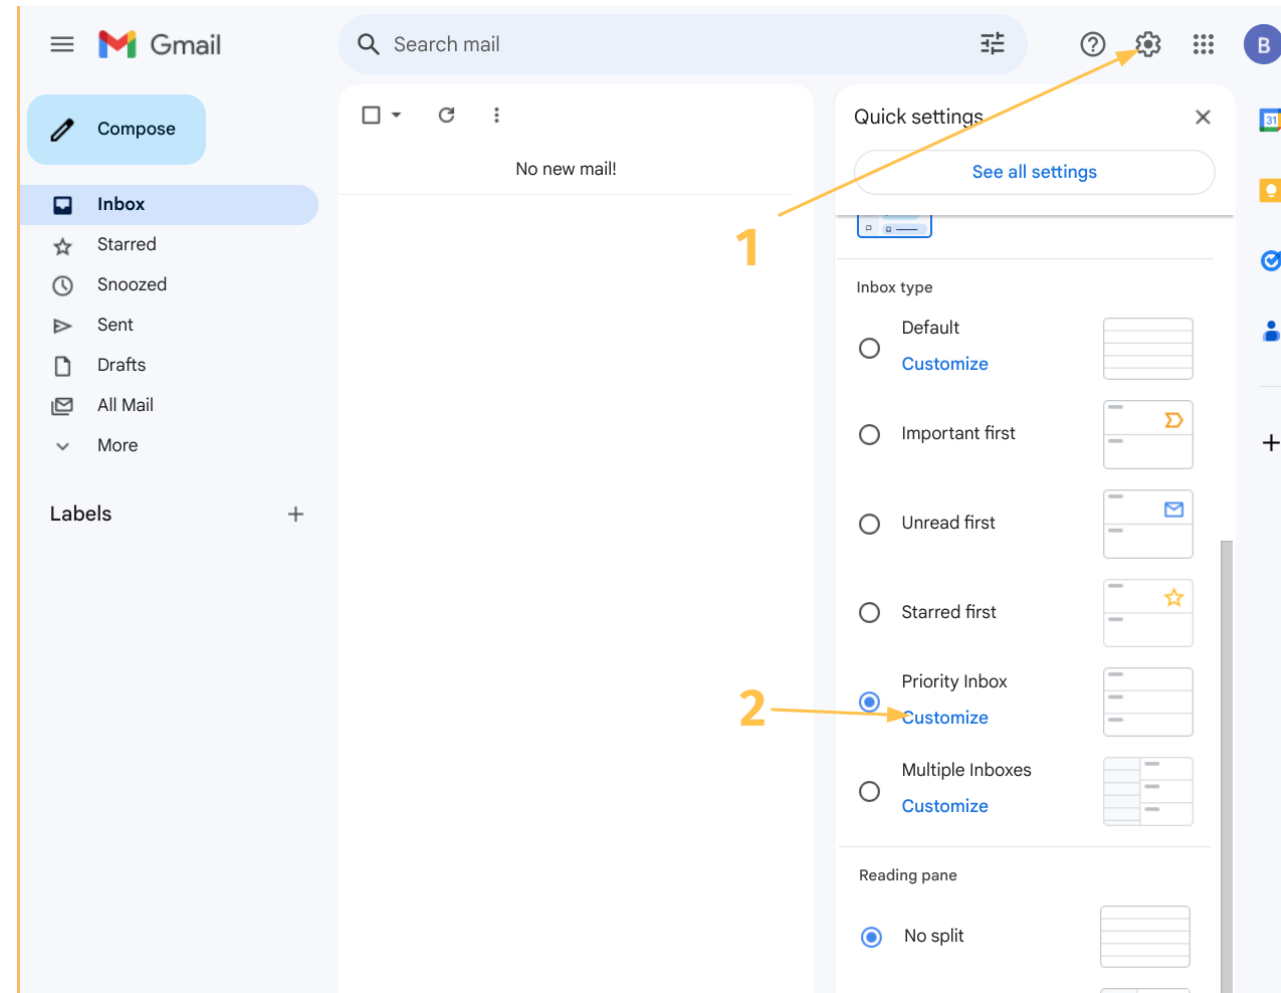 Gmail
Search mail
B
Compose
No new mail!
Quick settings
31
See all settings
Inbox
Starred
1
Snoozed
Inbox type
Sent
Default
Drafts
Customize
All Mail
Important first
More
Labels
Unread first
Starred first
Priority Inbox
2
Customize
Multiple Inboxes
Customize
Reading pane
No split